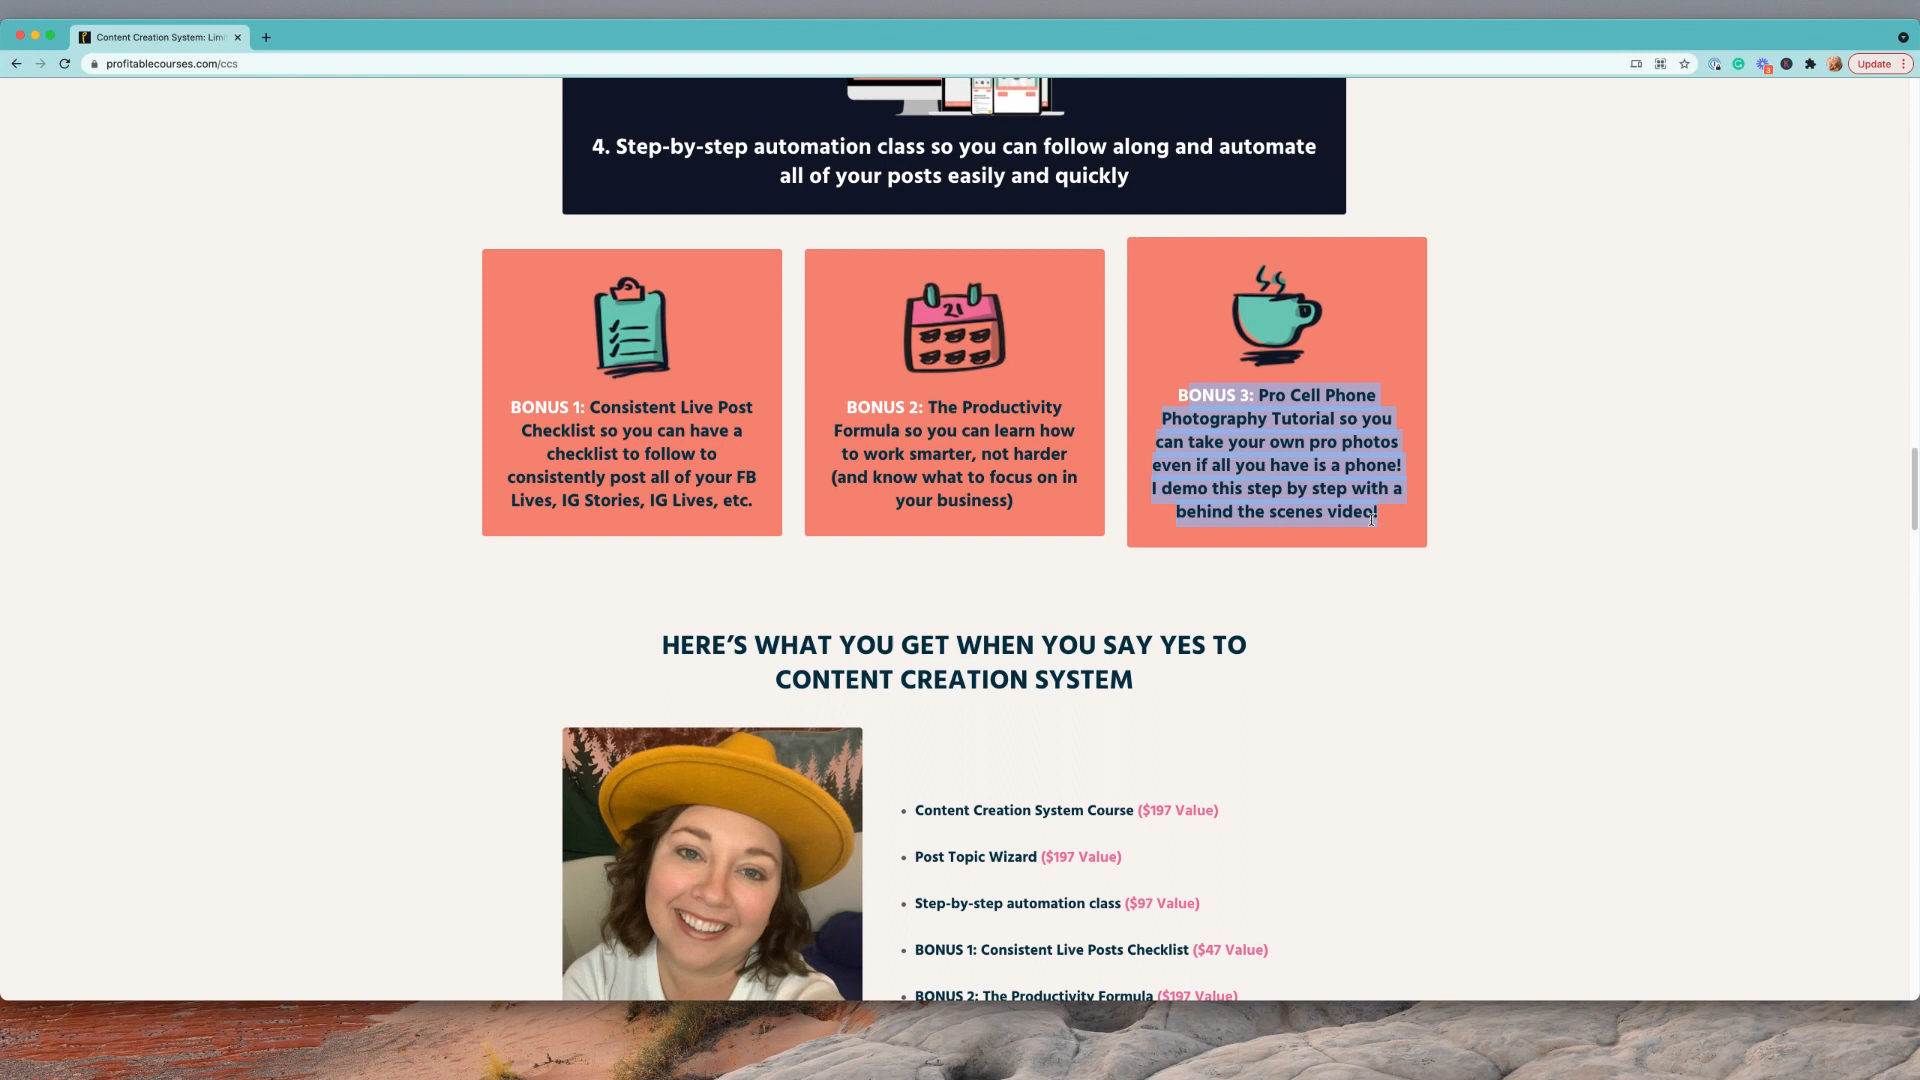 Content Creation System: Limi
profitablecourses.com/ccs
Update
3
4. Step-by-step automation class so you can follow along and automate
all of your posts easily and quickly
21
BONUS 1: Consistent Live Post
Checklist so you can have a
checklist to follow to
consistently post all of your FB
Lives, IG Stories, IG Lives, etc.
BONUS 2: The Productivity
Formula so you can learn how
to work smarter, not harder
(and know what to focus on in
your business)
BONUS 3: Pro Cell Phone
Photography Tutorial so you
can take your own pro photos
even if all you have is a phone!
I demo this step by step with a
behind the scenes video!
HERE’S WHAT YOU GET WHEN YOU SAY YES TO
CONTENT CREATION SYSTEM
• Content Creation System Course ($197 Value)
• Post Topic Wizard ($197 Value)
• Step-by-step automation class ($97 Value)
• BONUS 1: Consistent Live Posts Checklist ($47 Value)
• BONUS 2: The Productivity Formula ($197 Value)